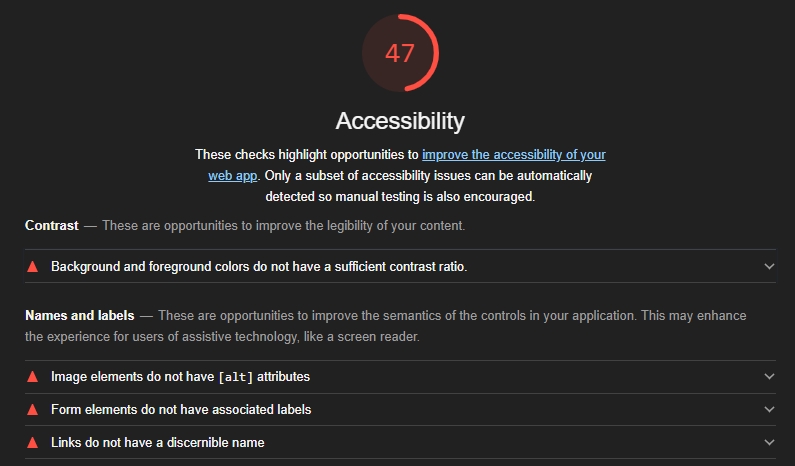 47
Accessibility
These checks highlight opportunities to improve the accessibility of your
web app. Only a subset of accessibility issues can be automatically
detected so manual testing is also encouraged.
Contrast — These are opportunities to improve the legibility of your content.
Background and foreground colors do not have a sufficient contrast ratio.
Names and labels — These are opportunities to improve the semantics of the controls in your application. This may enhance
the experience for users of assistive technology, like a screen reader.
Image elements do not have [alt] attributes
Form elements do not have associated labels
Links do not have a discernible name